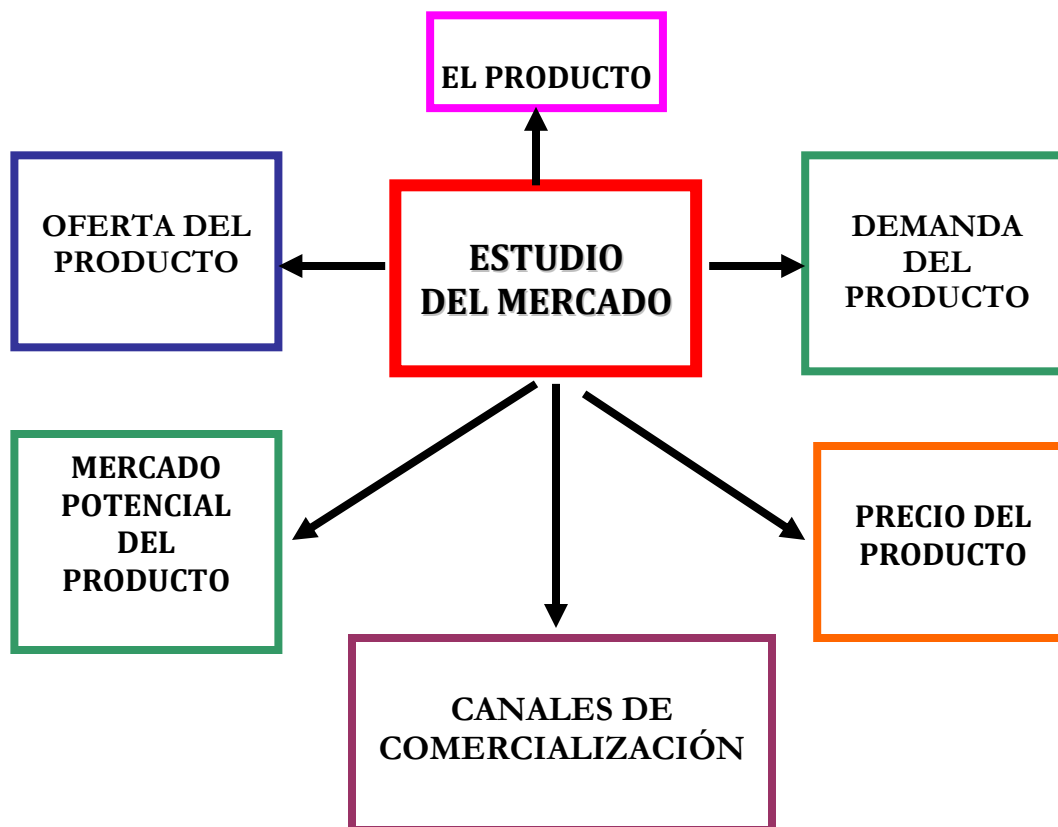 EL PRODUCTO
OFERTA DEL
PRODUCTO
ESTUDIO
DEL MERCADO
DEMANDA
DEL
PRODUCTO
MERCADO
POTENCIAL
DEL
PRODUCTO
PRECIO DEL
PRODUCTO
CANALES DE
COMERCIALIZACIÓN